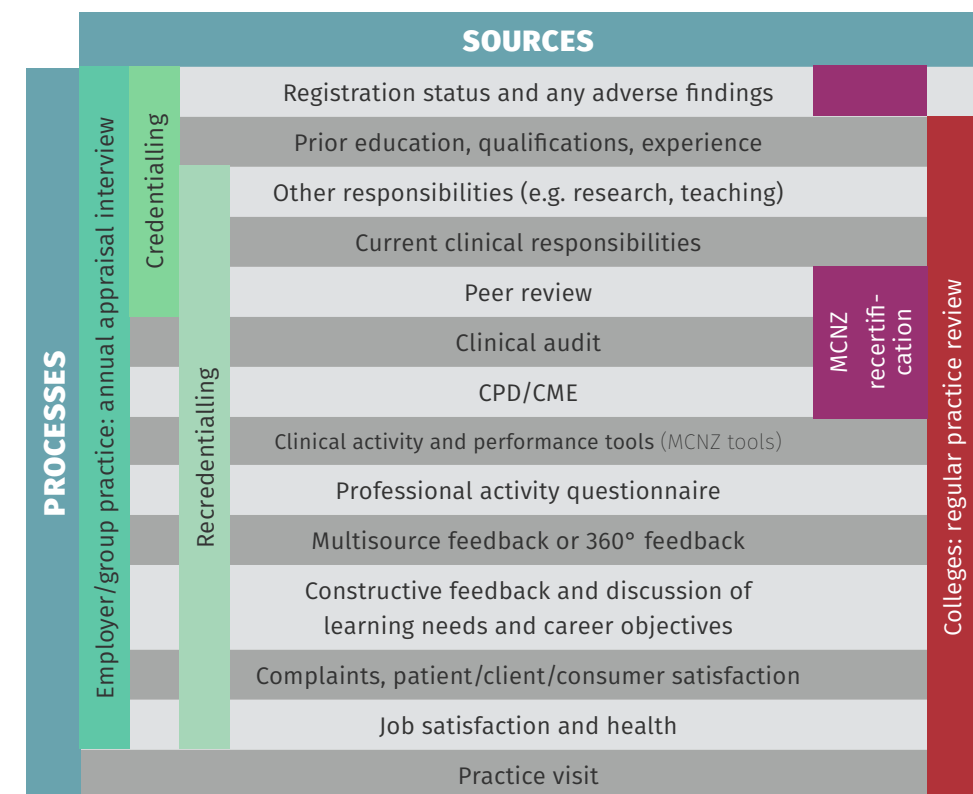 SOURCES
PROCESSES
Employer/group practice: annual appraisal interview
Credentialling
Recredentialling
Registration status and any adverse findings
Prior education, qualifications, experience
Other responsibilities (e.g. research, teaching)
Current clinical responsibilities
Peer review
Clinical audit
CPD/CME
Clinical activity and performance tools (MCNZ tools)
Professional activity questionnaire
Multisource feedback or 360° feedback
Constructive feedback and discussion of
learning needs and career objectives
Complaints, patient/client/consumer satisfaction
Job satisfaction and health
Practice visit
MCNZ
recertifi-
cation
Colleges: regular practice review